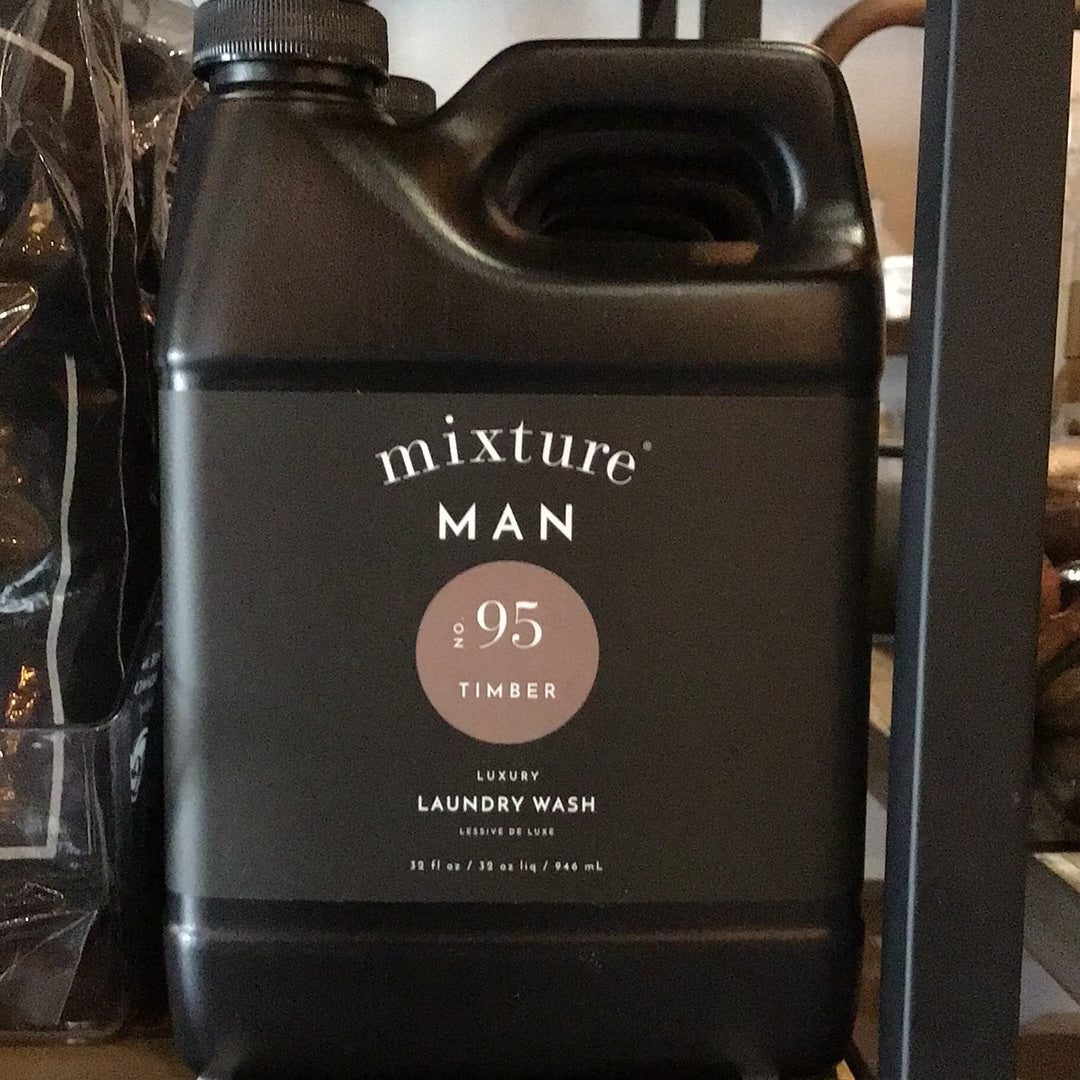 mixture
MAN
NO. 95
TIMBER
LUXURY
LAUNDRY WASH
LESSIVE DE LUXE
32 fl oz / 32 oz liq / 946 mL